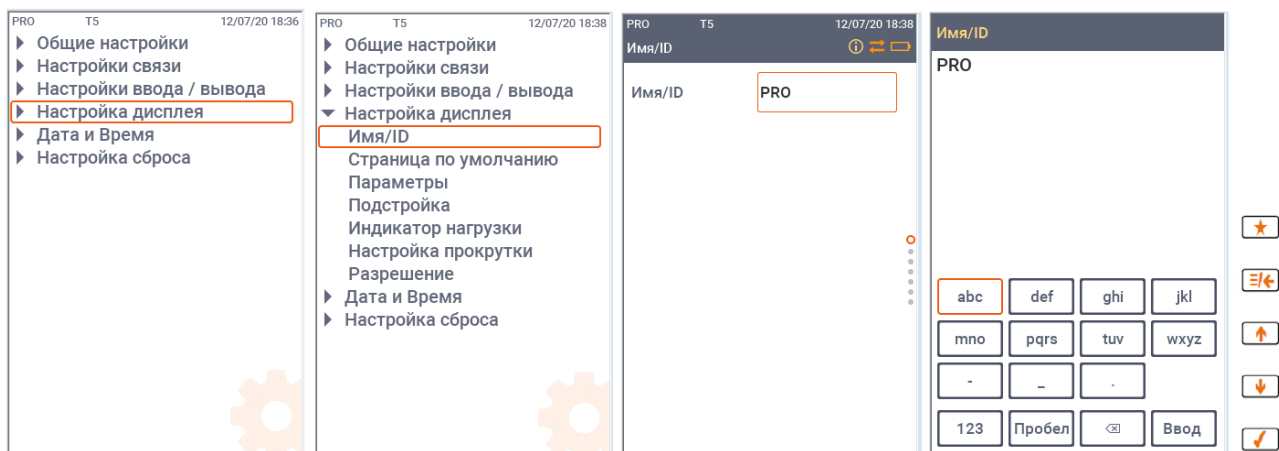 PRO T5 12/07/20 18:36
Общие настройки
Настройки связи
Настройки ввода / вывода
Настройка дисплея
Дата и Время
Настройка сброса
PRO T5 12/07/20 18:38
Общие настройки
Настройки связи
Настройки ввода / вывода
Настройка дисплея
Имя/ID
Страница по умолчанию
Параметры
Подстройка
Индикатор нагрузки
Настройка прокрутки
Разрешение
Дата и Время
Настройка сброса
PRO T5 12/07/20 18:38
Имя/ID
Имя/ID PRO
Имя/ID
PRO
abc def ghi jkl
mno pqrs tuv wxyz
- _ .
123 Пробел Ввод